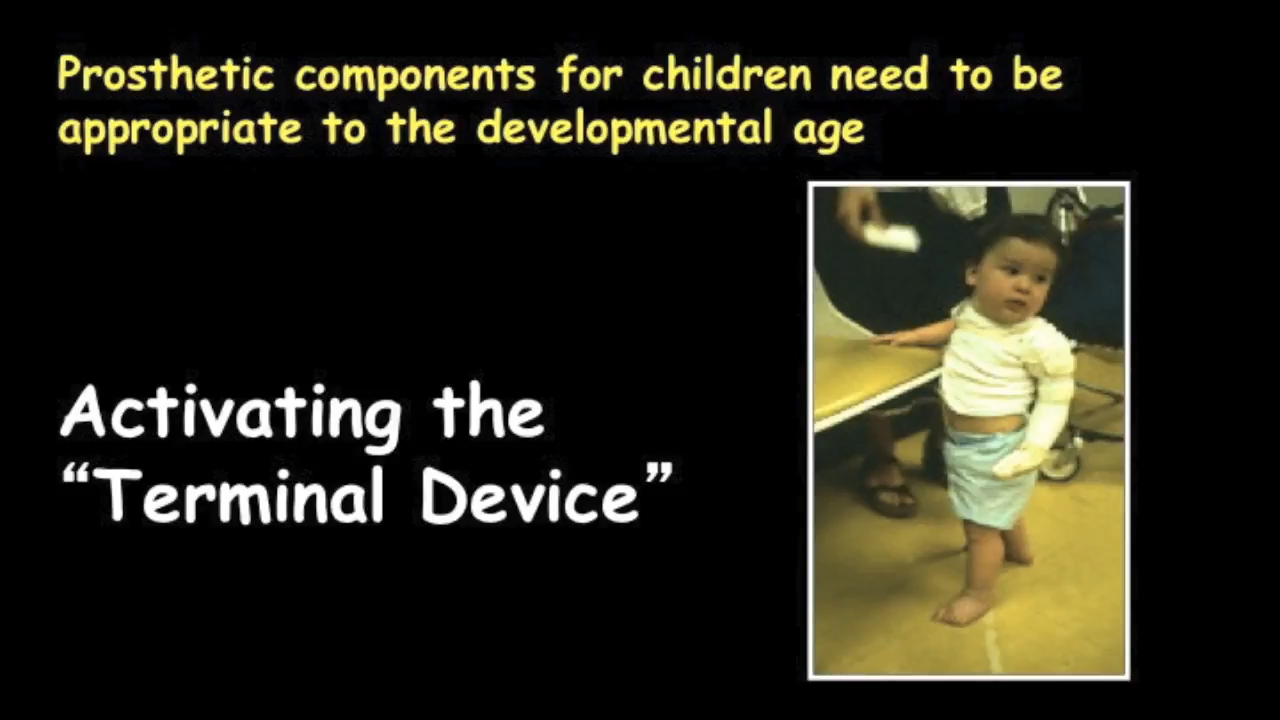 Prosthetic components for children need to be
appropriate to the developmental age
Activating the
“Terminal Device”